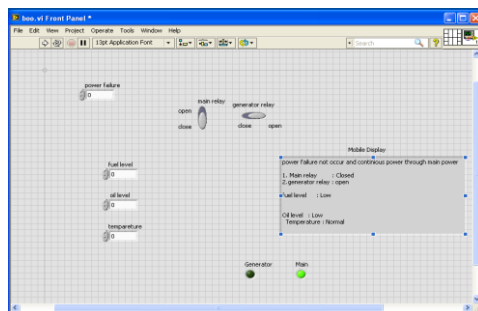 boo.vi Front Panel *
File Edit View Project Operate Tools Window Help
13pt Application Font
Search
power failure
0
main relay
generator relay
open
close
close open
Mobile Display
power failure not occur and continious power through main power
1. Main relay : Closed
2. generator relay : open
Fuel level : Low
Oil level : Low
Temperature : Normal
fuel level
0
oil level
0
tempareture
0
Generator Main